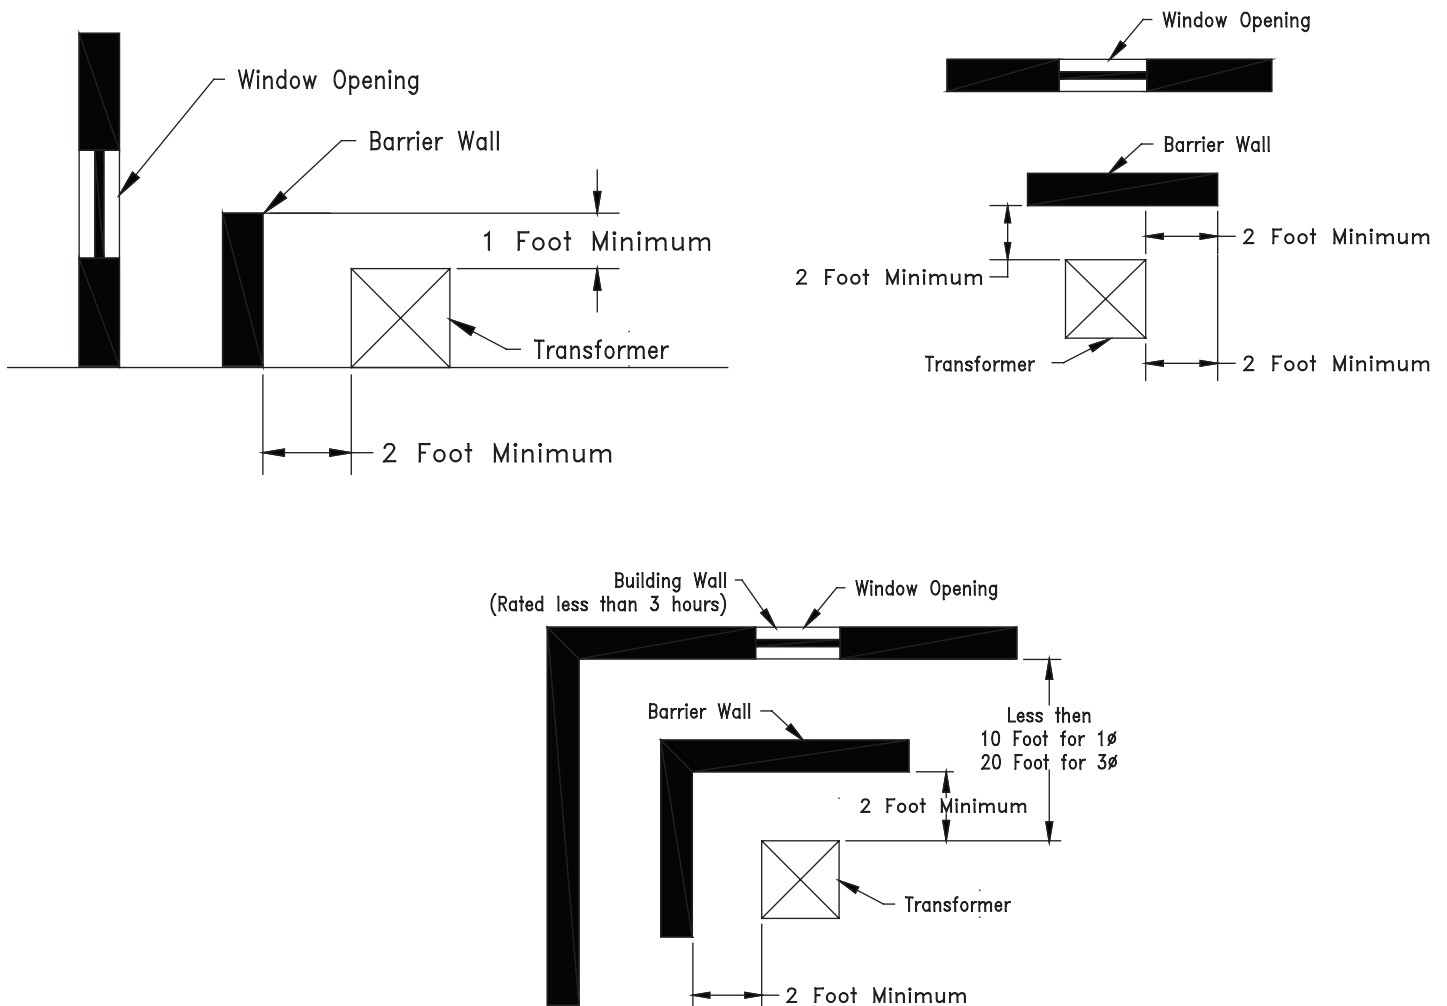 Window Opening
Barrier Wall
1 Foot Minimum
Transformer
2 Foot Minimum
Window Opening
Barrier Wall
2 Foot Minimum
2 Foot Minimum
Transformer
2 Foot Minimum
Building Wall
(Rated less than 3 hours)
Window Opening
Barrier Wall
Less then
10 Foot for 1ø
20 Foot for 3ø
2 Foot Minimum
Transformer
2 Foot Minimum